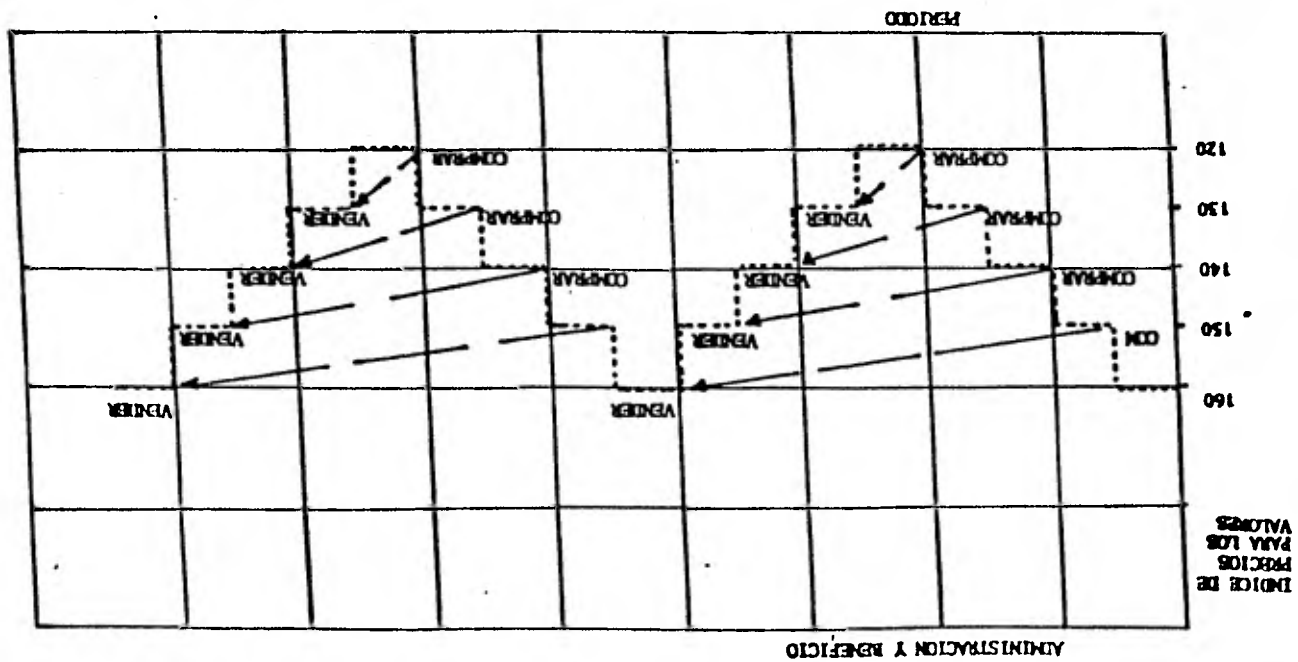 ADMINISTRACION Y BENEFICIO
INDICE DE
PRECIOS
PARA LOS
VALORES
VENDER VENDER
160
COM VENDER VENDER
150
COMPRAR VENDER COMPRAR VENDER
140
COMPRAR VENDER COMPRAR VENDER
130
COMPRAR COMPRAR
120
PERIODO